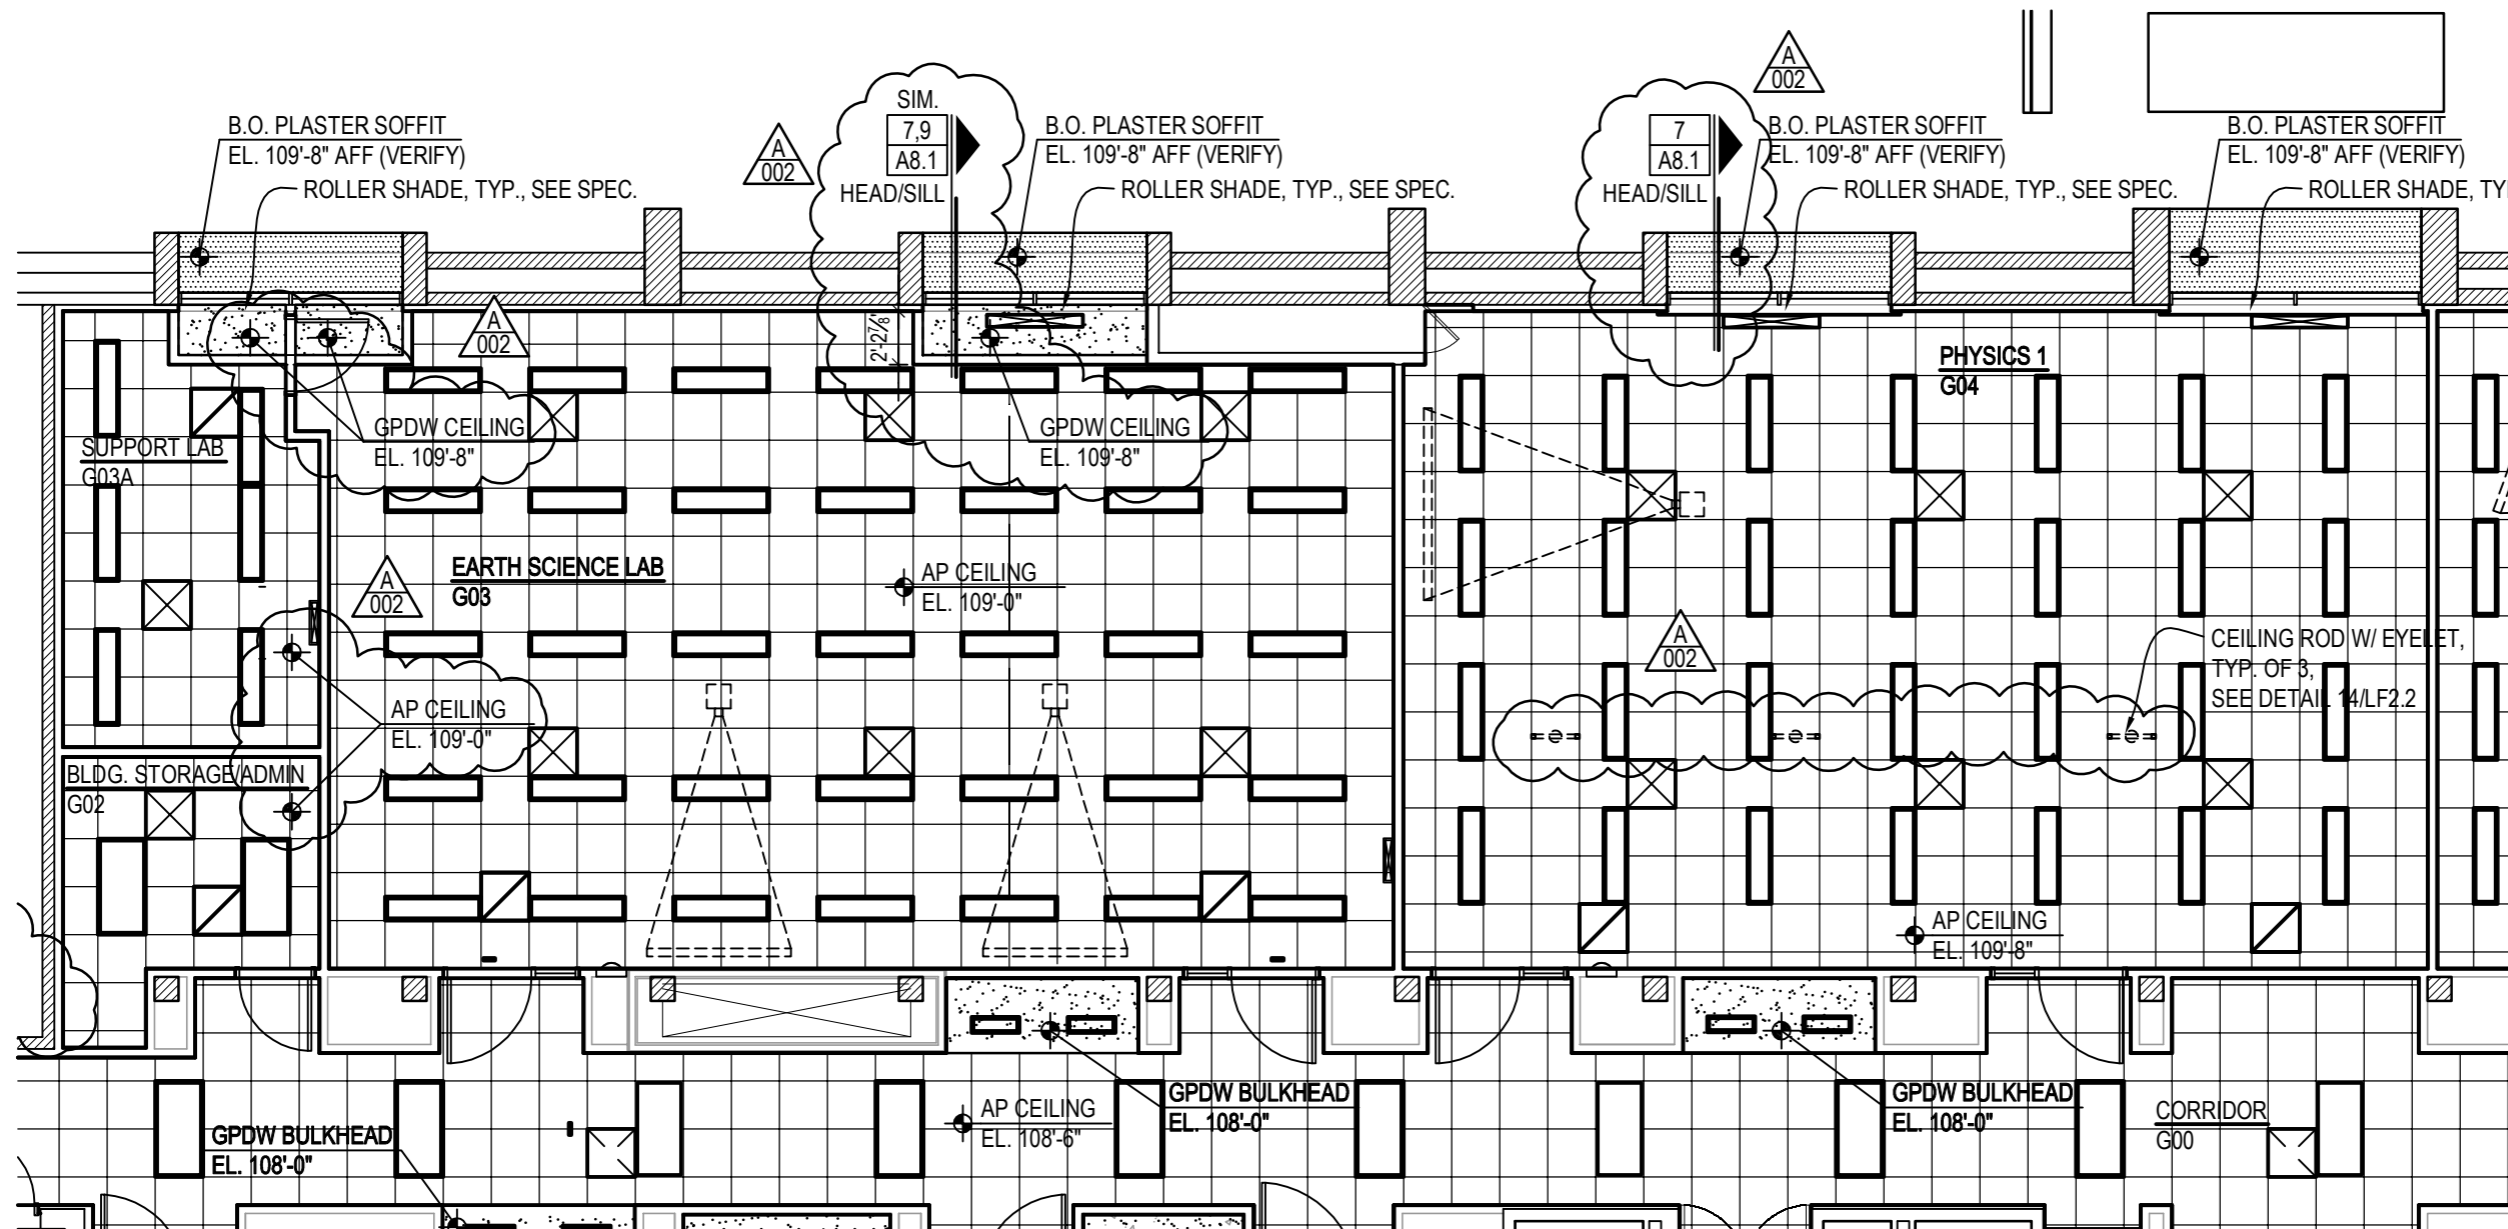 A
002
SIM.
7,9
A8.1
HEAD/SILL
A
002
7
A8.1
HEAD/SILL
B.O. PLASTER SOFFIT
EL. 109'-8" AFF (VERIFY)
ROLLER SHADE, TYP., SEE SPEC.
B.O. PLASTER SOFFIT
EL. 109'-8" AFF (VERIFY)
ROLLER SHADE, TYP., SEE SPEC.
B.O. PLASTER SOFFIT
EL. 109'-8" AFF (VERIFY)
ROLLER SHADE, TYP., SEE SPEC.
B.O. PLASTER SOFFIT
EL. 109'-8" AFF (VERIFY)
ROLLER SHADE,
A
002
2'-2⅞"
PHYSICS 1
G04
GPDW CEILING
EL. 109'-8"
GPDW CEILING
EL. 109'-8"
SUPPORT LAB
G03A
EARTH SCIENCE LAB
G03
A
002
AP CEILING
EL. 109'-0"
A
002
CEILING ROD W/ EYELET,
TYP. OF 3,
SEE DETAIL 14/LF2.2
AP CEILING
EL. 109'-0"
BLDG. STORAGE/ADMIN
G02
AP CEILING
EL. 109'-8"
GPDW BULKHEAD
EL. 108'-0"
AP CEILING
EL. 108'-6"
GPDW BULKHEAD
EL. 108'-0"
GPDW BULKHEAD
EL. 108'-0"
CORRIDOR
G00